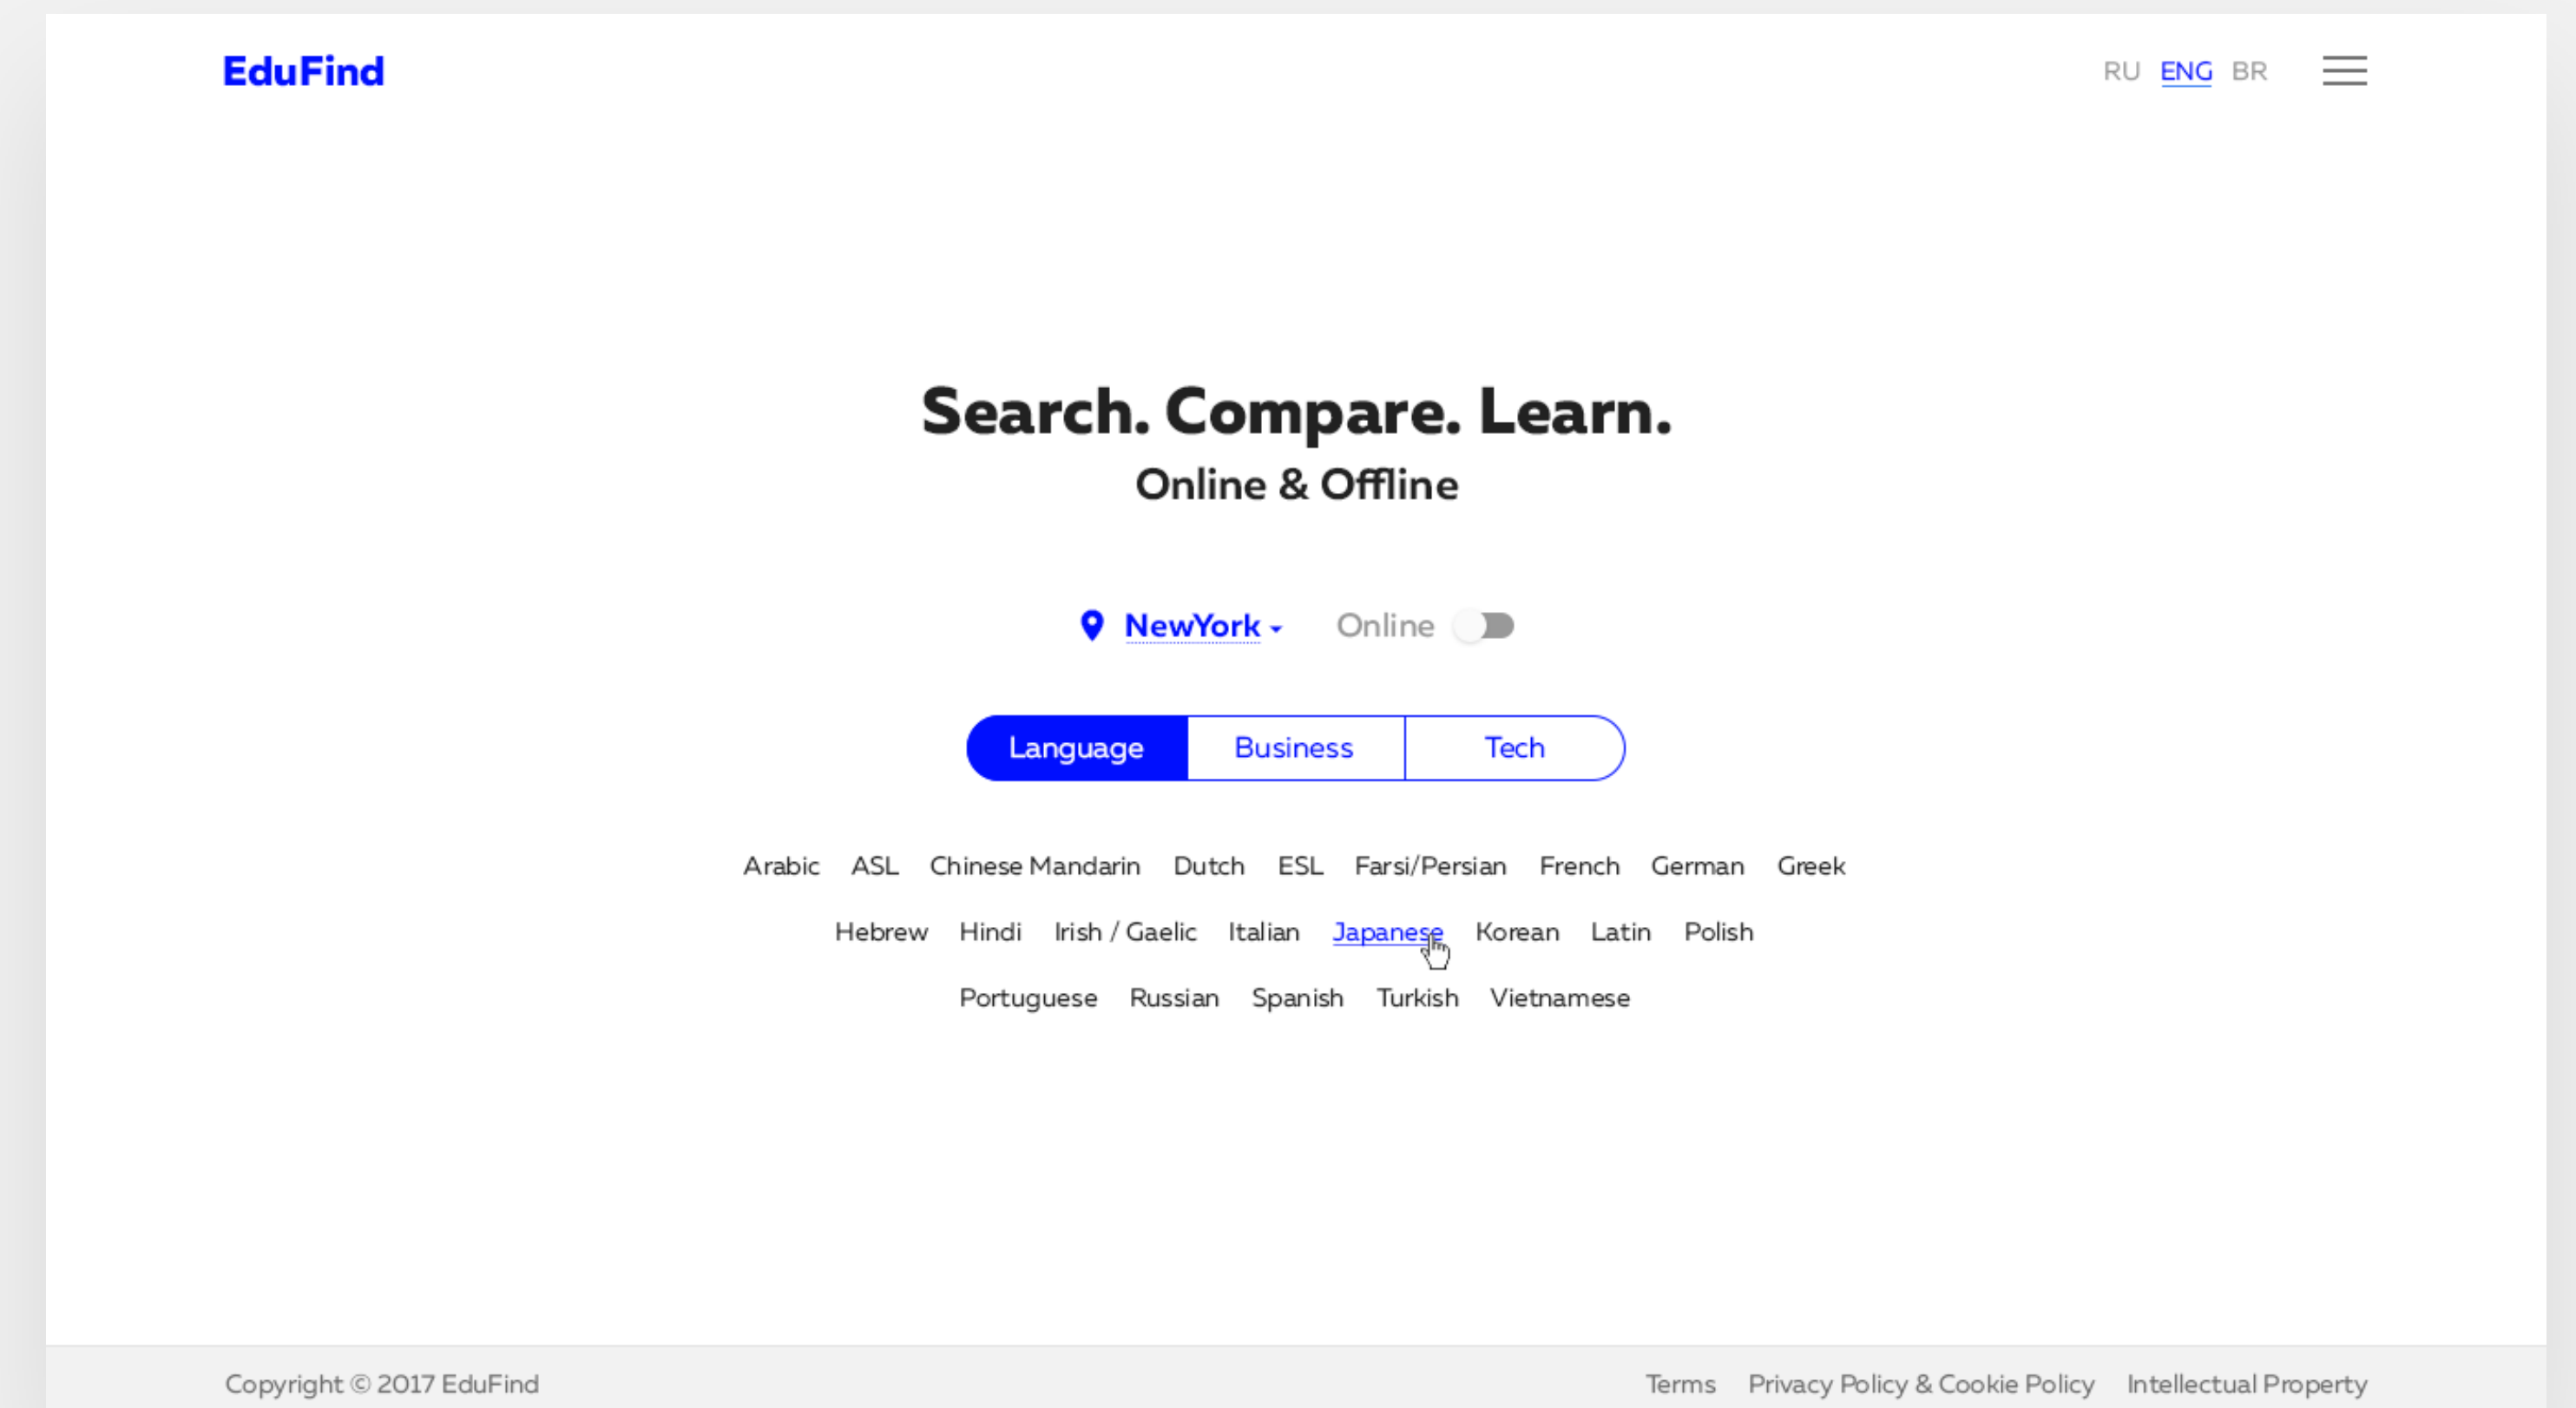 EduFind RU ENG BR
Search. Compare. Learn.
Online & Offline
NewYork Online
Language Business Tech
Arabic ASL Chinese Mandarin Dutch ESL Farsi/Persian French German Greek
Hebrew Hindi Irish / Gaelic Italian Japanese Korean Latin Polish
Portuguese Russian Spanish Turkish Vietnamese
Copyright © 2017 EduFind Terms Privacy Policy & Cookie Policy Intellectual Property